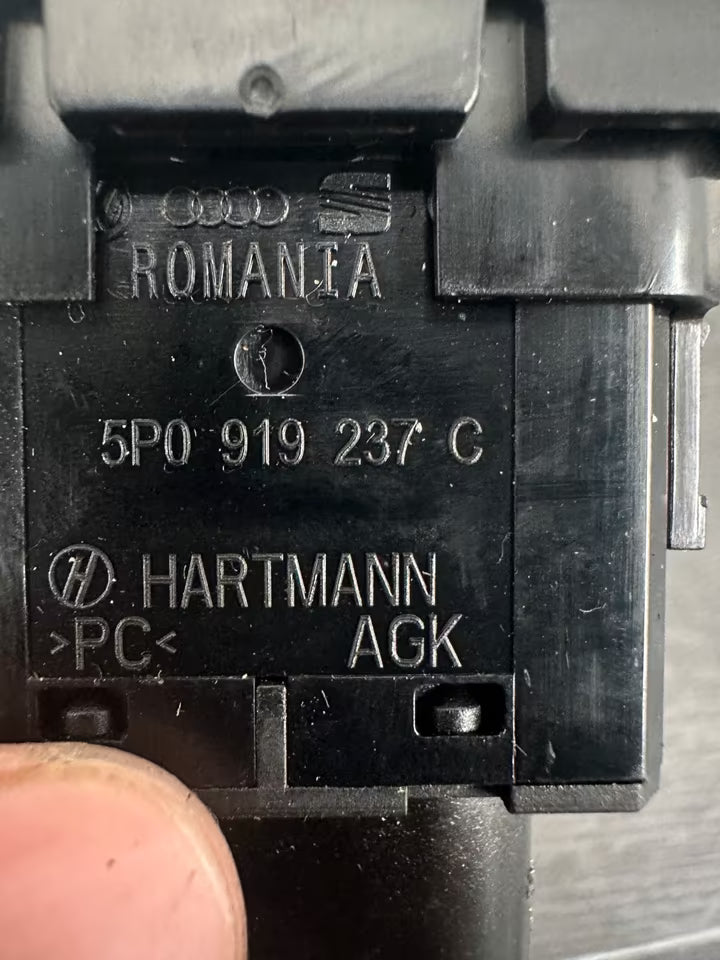 ROMANIA
5P0 919 237 C
H HARTMANN
>PC< AGK